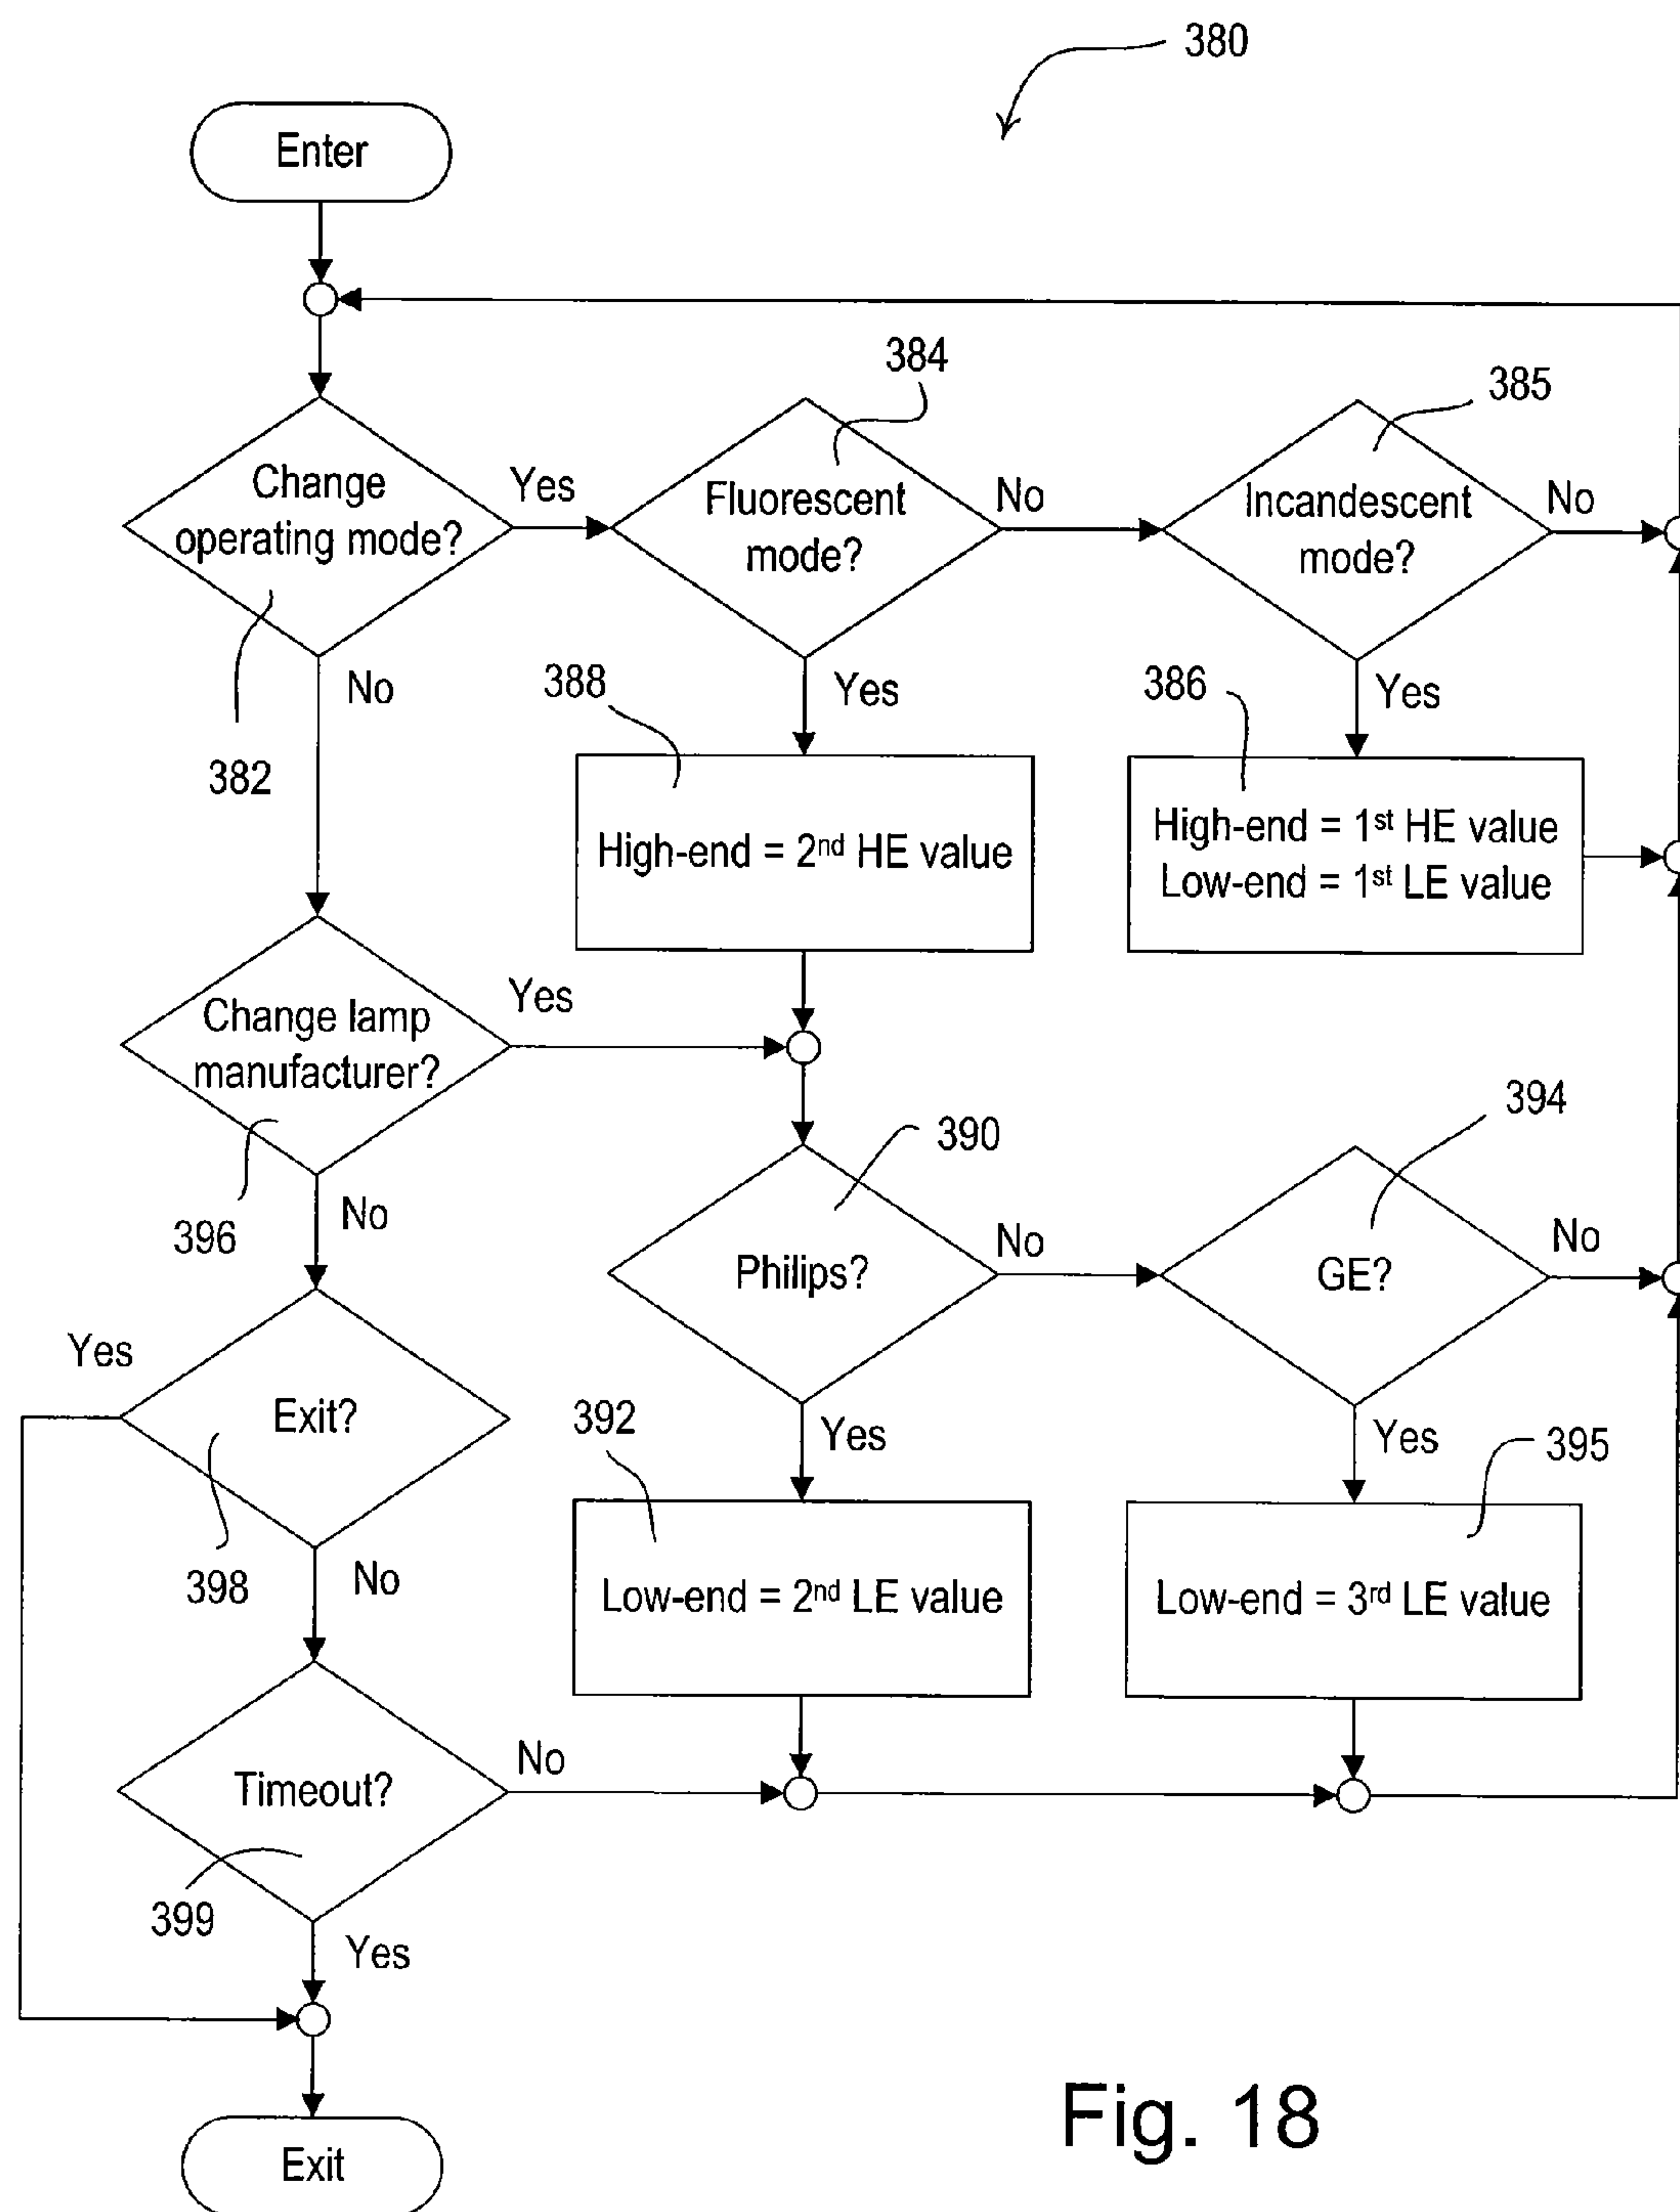 380
Enter
384
385
Change
operating mode?
Yes
Fluorescent
mode?
No
Incandescent
mode?
No
No
382
388
Yes
386
Yes
High-end = 2nd HE value
High-end = 1st HE value
Low-end = 1st LE value
Change lamp
manufacturer?
Yes
396
No
390
394
Philips?
No
GE?
No
Yes
Exit?
398
No
392
Yes
Yes
395
Low-end = 2nd LE value
Low-end = 3rd LE value
Timeout?
No
399
Yes
Exit
Fig. 18